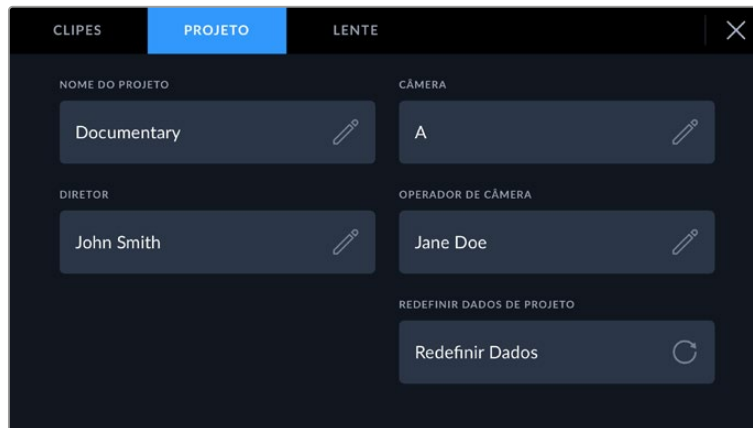 CLIPES PROJETO LENTE
NOME DO PROJETO
Documentary
CÂMERA
A
DIRETOR
John Smith
OPERADOR DE CÂMERA
Jane Doe
REDEFINIR DADOS DE PROJETO
Redefinir Dados